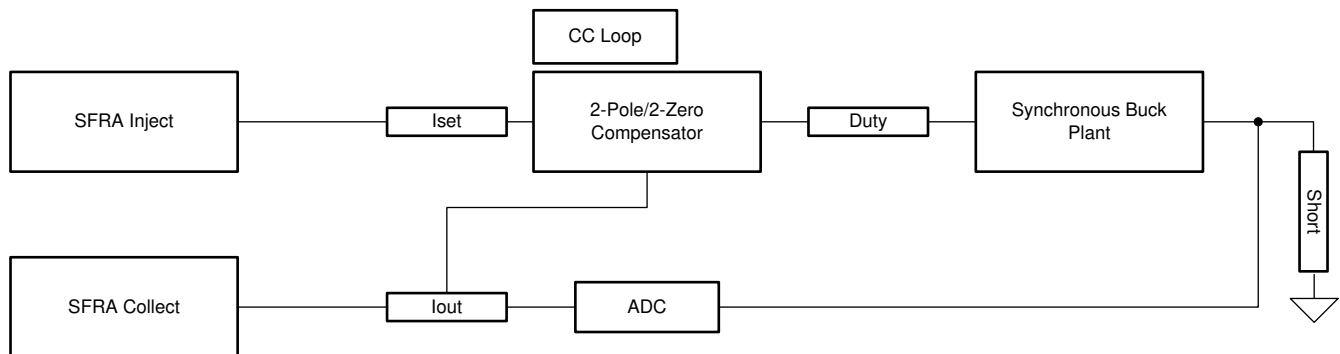 CC Loop
SFRA Inject
Iset
2-Pole/2-Zero
Compensator
Duty
Synchronous Buck
Plant
Short
SFRA Collect
Iout
ADC